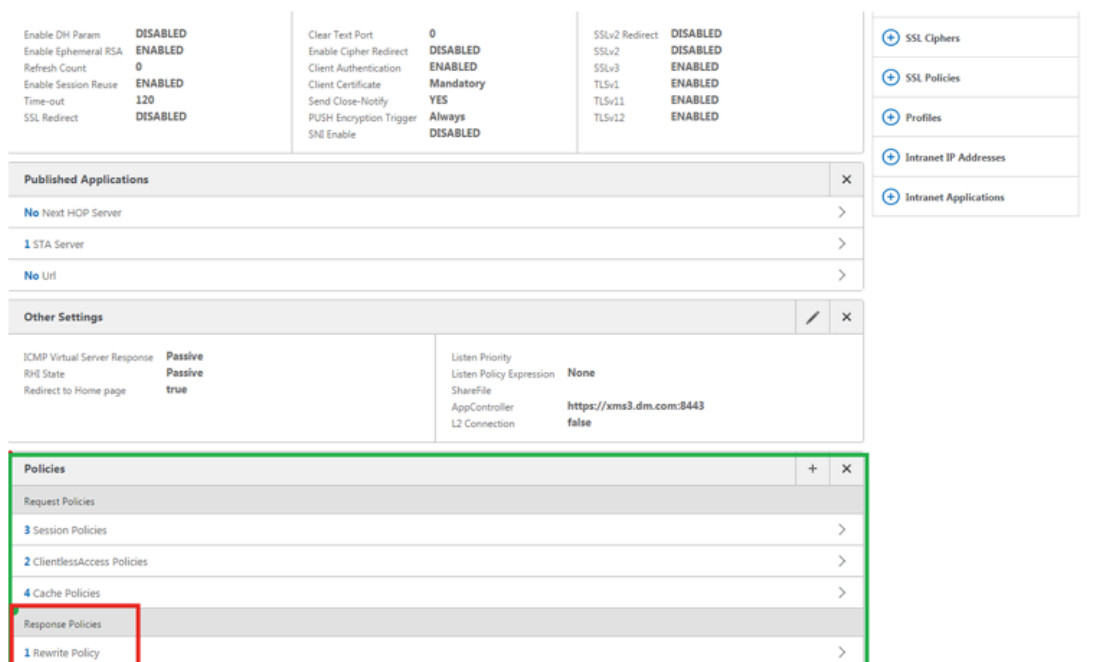 Enable DH Param DISABLED
Enable Ephemeral RSA ENABLED
Refresh Count 0
Enable Session Reuse ENABLED
Time-out 120
SSL Redirect DISABLED
Clear Text Port 0
Enable Cipher Redirect DISABLED
Client Authentication ENABLED
Client Certificate Mandatory
Send Close-Notify YES
PUSH Encryption Trigger Always
SNI Enable DISABLED
SSLv2 Redirect DISABLED
SSLv2 DISABLED
SSLv3 ENABLED
TLSv1 ENABLED
TLSv11 ENABLED
TLSv12 ENABLED
Published Applications
No Next HOP Server
1 STA Server
No Url
Other Settings
ICMP Virtual Server Response Passive
RHI State Passive
Redirect to Home page true
Listen Priority
Listen Policy Expression None
ShareFile
AppController https://xms3.dm.com:8443
L2 Connection false
Policies
Request Policies
3 Session Policies
2 ClientlessAccess Policies
4 Cache Policies
Response Policies
1 Rewrite Policy
SSL Ciphers
SSL Policies
Profiles
Intranet IP Addresses
Intranet Applications